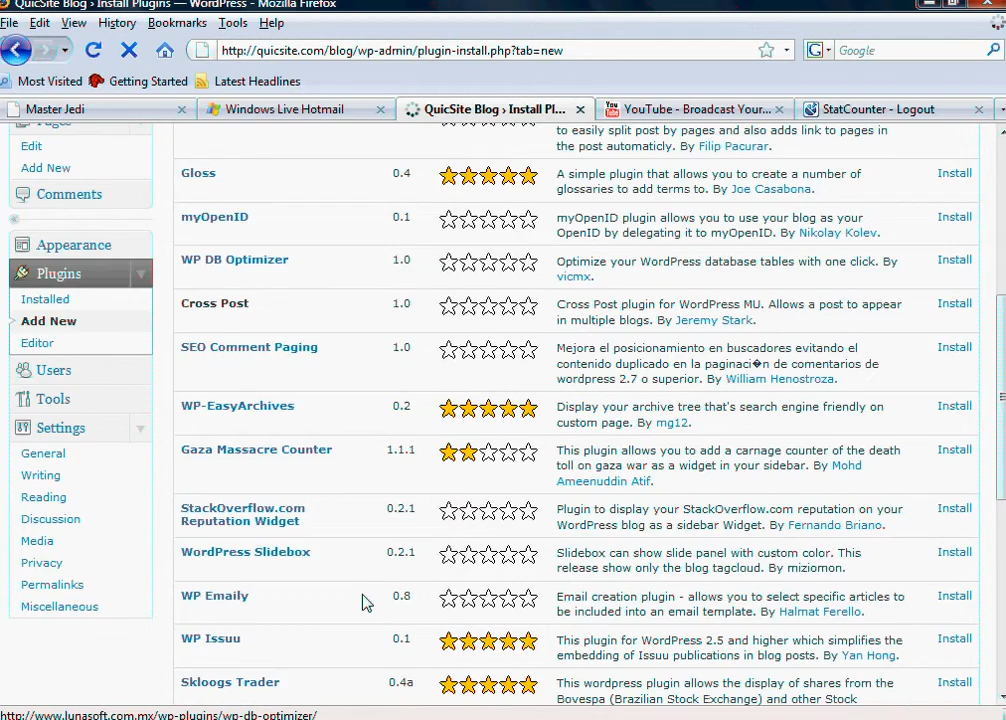 QuicSite Blog › Install Plugins — WordPress - Mozilla Firefox
File Edit View History Bookmarks Tools Help
http://quicsite.com/blog/wp-admin/plugin-install.php?tab=new
Google
Most Visited Getting Started Latest Headlines
Master Jedi Windows Live Hotmail QuicSite Blog › Install Pl... YouTube - Broadcast Your... StatCounter - Logout
Pages
Edit
Add New
Comments
Appearance
Plugins
Installed
Add New
Editor
Users
Tools
Settings
General
Writing
Reading
Discussion
Media
Privacy
Permalinks
Miscellaneous
to easily split post by pages and also adds link to pages in
the post automaticly. By Filip Pacurar.
Gloss 0.4 A simple plugin that allows you to create a number of Install
glossaries to add terms to. By Joe Casabona.
myOpenID 0.1 myOpenID plugin allows you to use your blog as your Install
OpenID by delegating it to myOpenID. By Nikolay Kolev.
WP DB Optimizer 1.0 Optimize your WordPress database tables with one click. By Install
vicmx.
Cross Post 1.0 Cross Post plugin for WordPress MU. Allows a post to appear Install
in multiple blogs. By Jeremy Stark.
SEO Comment Paging 1.0 Mejora el posicionamiento en buscadores evitando el Install
contenido duplicado en la paginaci�n de comentarios de
wordpress 2.7 o superior. By William Henostroza.
WP-EasyArchives 0.2 Display your archive tree that's search engine friendly on Install
custom page. By mg12.
Gaza Massacre Counter 1.1.1 This plugin allows you to add a carnage counter of the death Install
toll on gaza war as a widget in your sidebar. By Mohd
Ameenuddin Atif.
StackOverflow.com 0.2.1 Plugin to display your StackOverflow.com reputation on your Install
Reputation Widget WordPress blog as a sidebar Widget. By Fernando Briano.
WordPress Slidebox 0.2.1 Slidebox can show slide panel with custom color. This Install
release show only the blog tagcloud. By miziomon.
WP Emaily 0.8 Email creation plugin - allows you to select specific articles to Install
be included into an email template. By Halmat Ferello.
WP Issuu 0.1 This plugin for WordPress 2.5 and higher which simplifies the Install
embedding of Issuu publications in blog posts. By Yan Hong.
Skloogs Trader 0.4a This wordpress plugin allows the display of shares from the Install
Bovespa (Brazilian Stock Exchange) and other Stock
http://www.lunasoft.com.mx/wp-plugins/wp-db-optimizer/